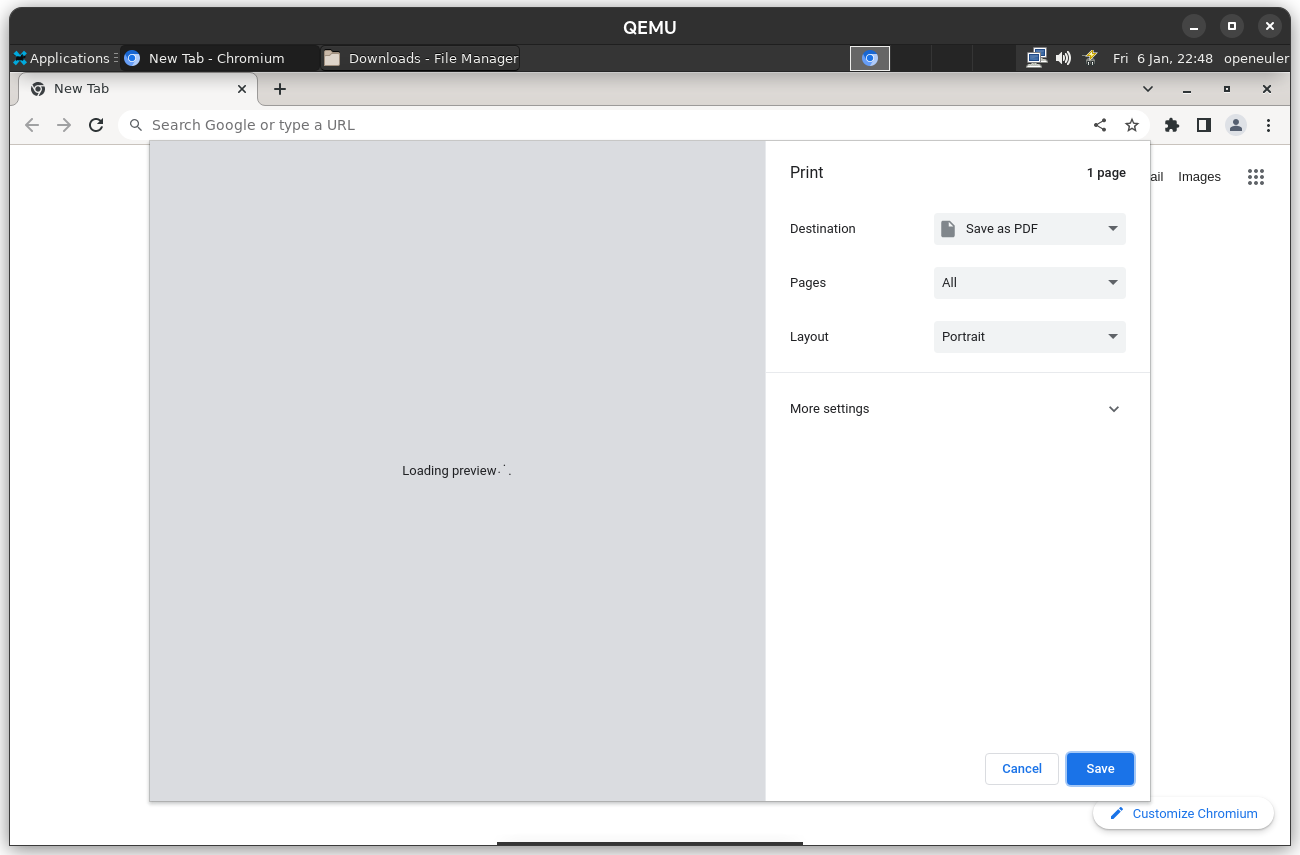 QEMU
Applications New Tab - Chromium Downloads - File Manager Fri 6 Jan, 22:48 openeuler
New Tab
Search Google or type a URL
Print 1 page
ail Images
Destination Save as PDF
Pages All
Layout Portrait
More settings
Loading preview...
Cancel Save
Customize Chromium